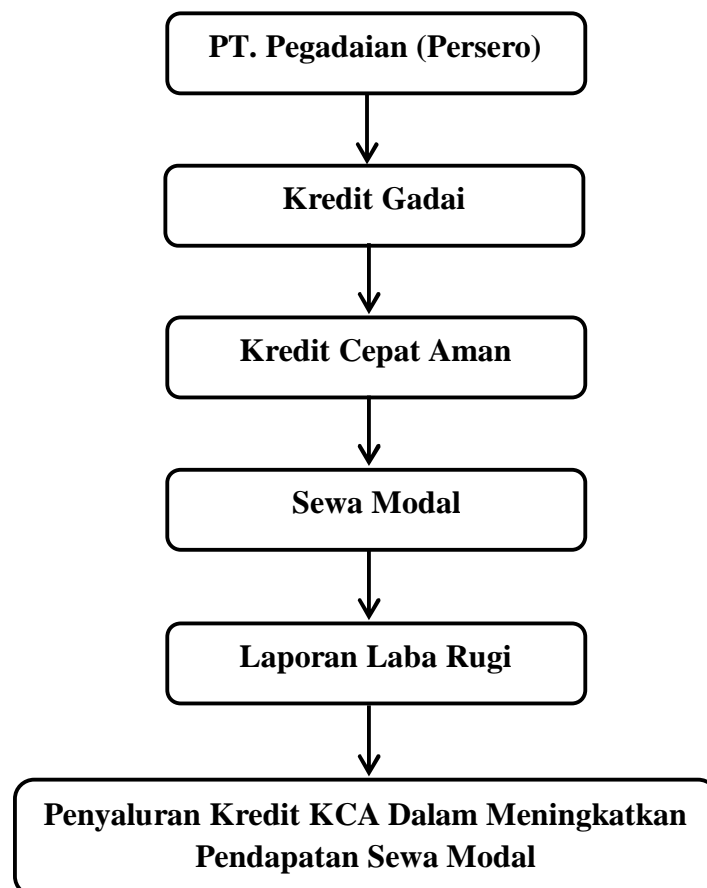 PT. Pegadaian (Persero)
Kredit Gadai
Kredit Cepat Aman
Sewa Modal
Laporan Laba Rugi
Penyaluran Kredit KCA Dalam Meningkatkan
Pendapatan Sewa Modal